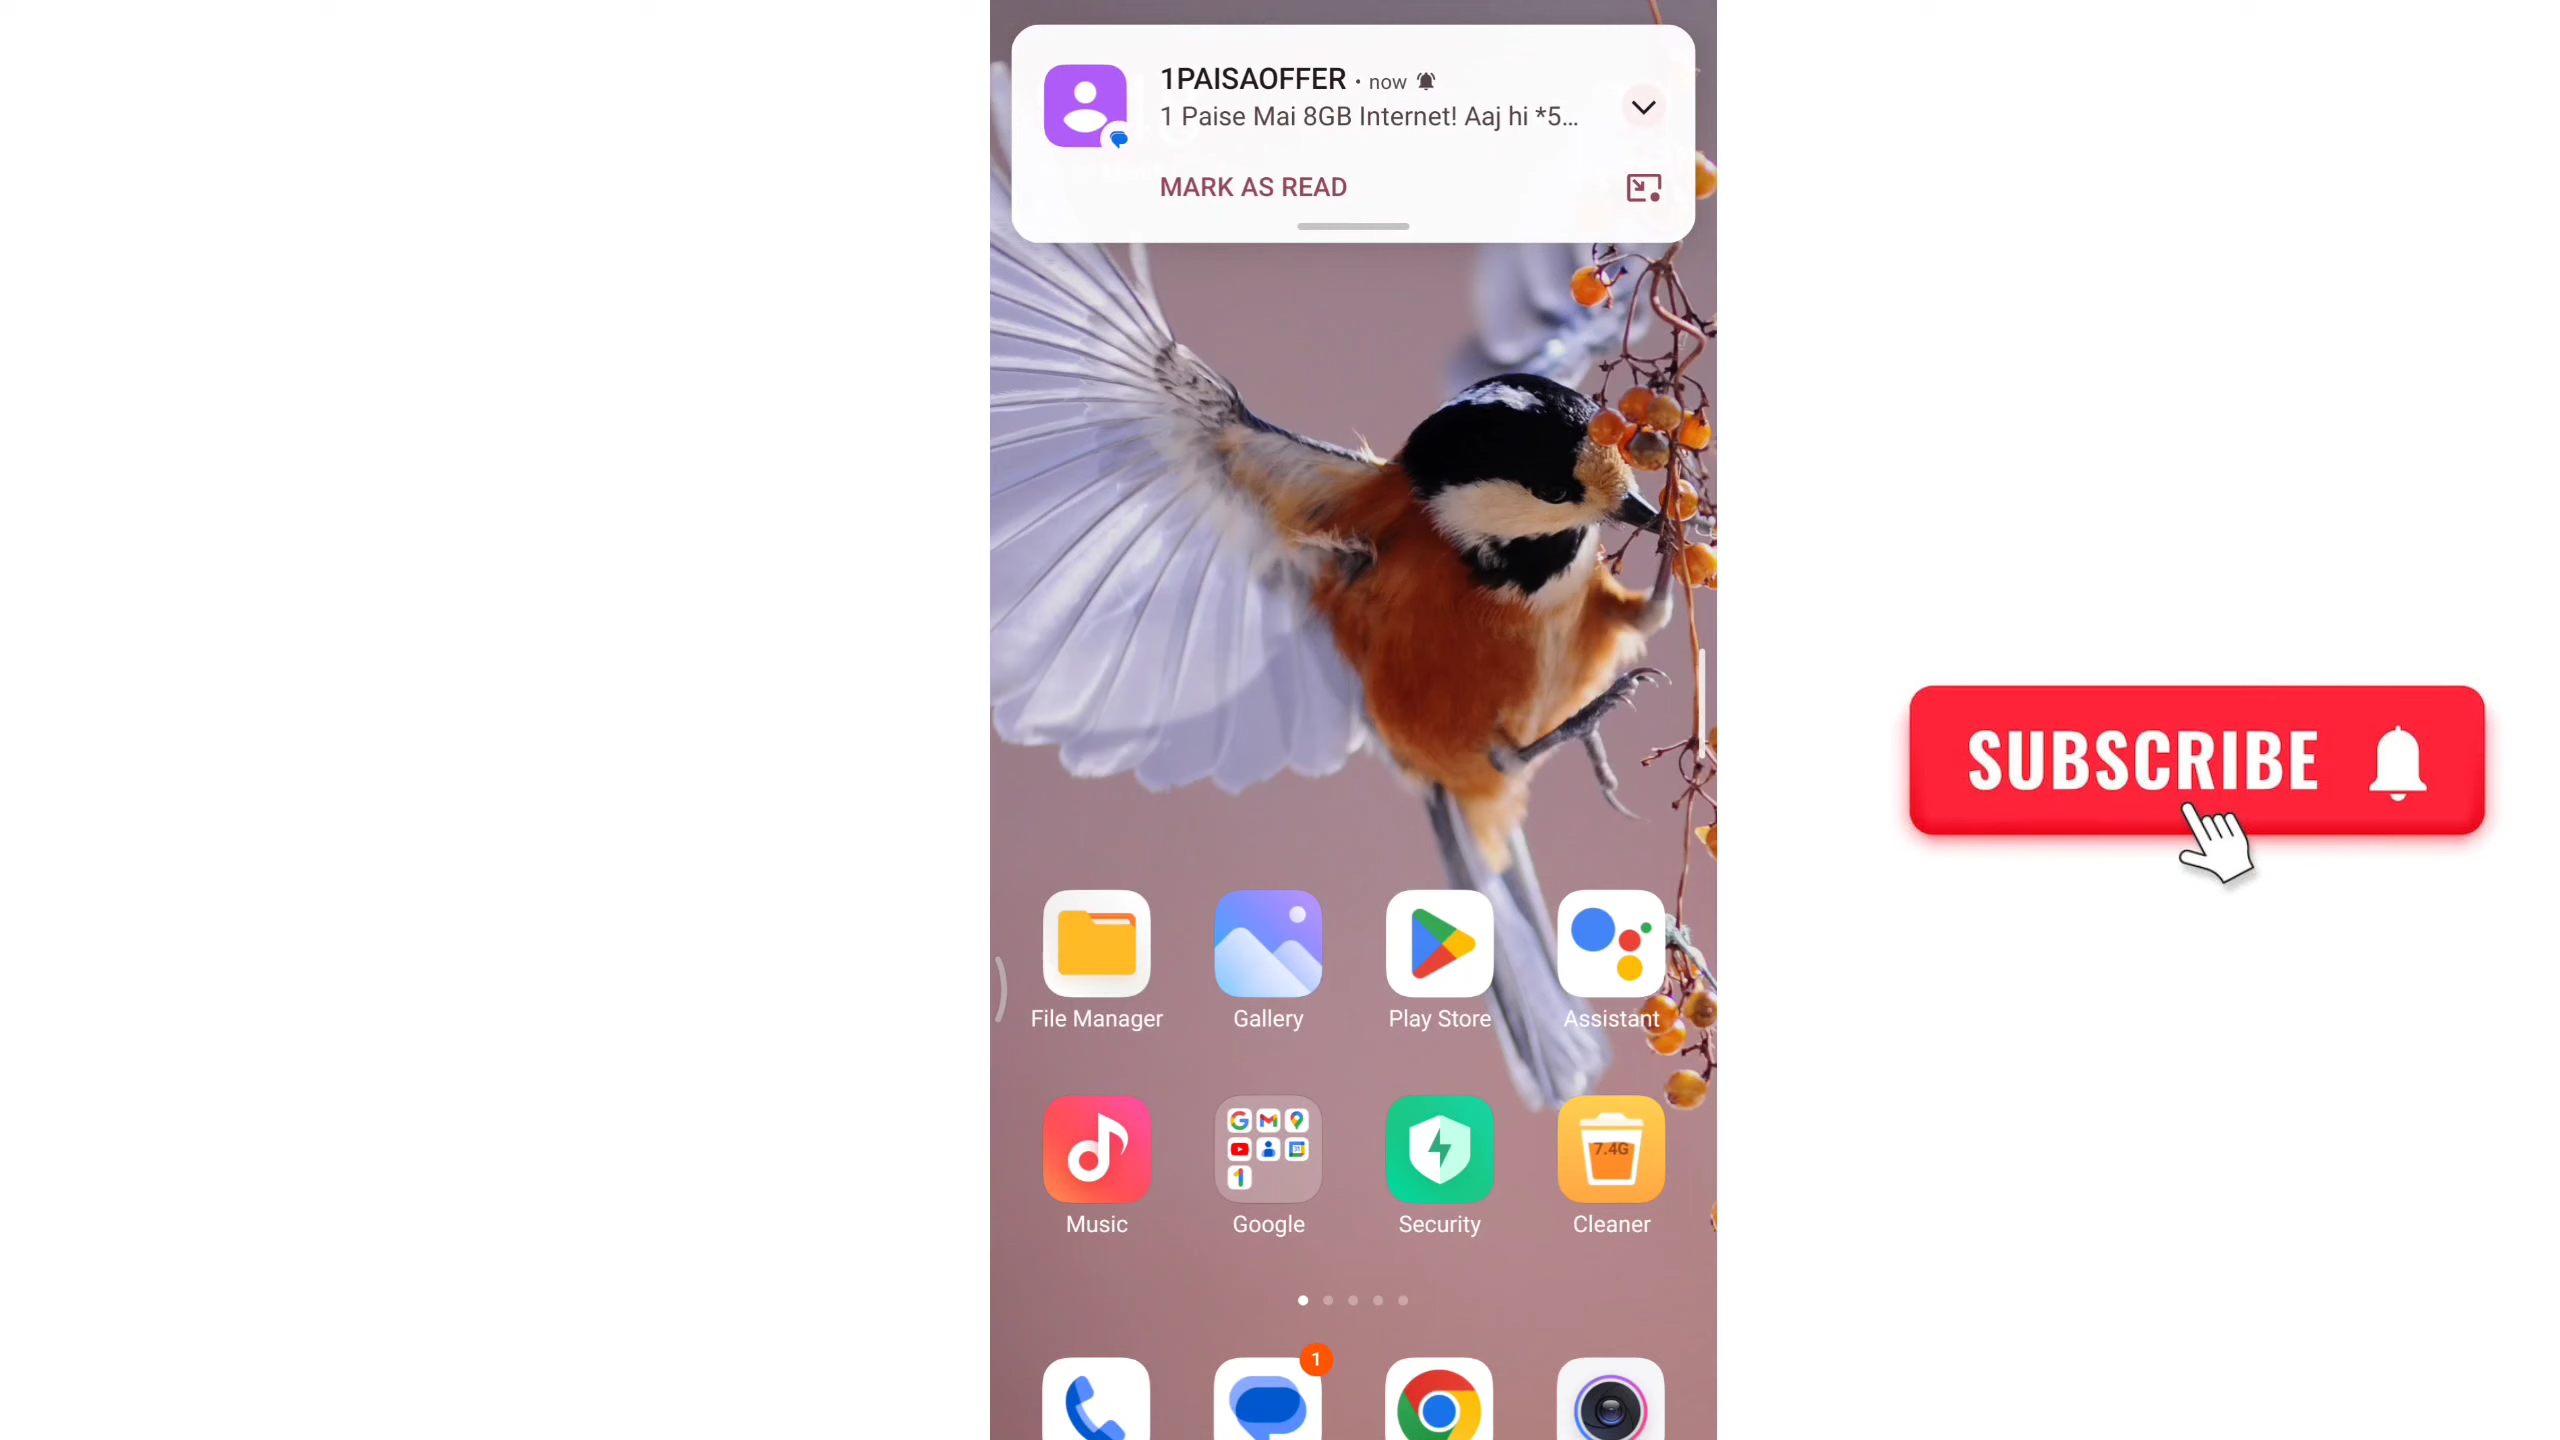 1PAISAOFFER · now
1 Paise Mai 8GB Internet! Aaj hi *5...
MARK AS READ
SUBSCRIBE
File Manager
Gallery
Play Store
Assistant
7.4G
Music
Google
Security
Cleaner
1